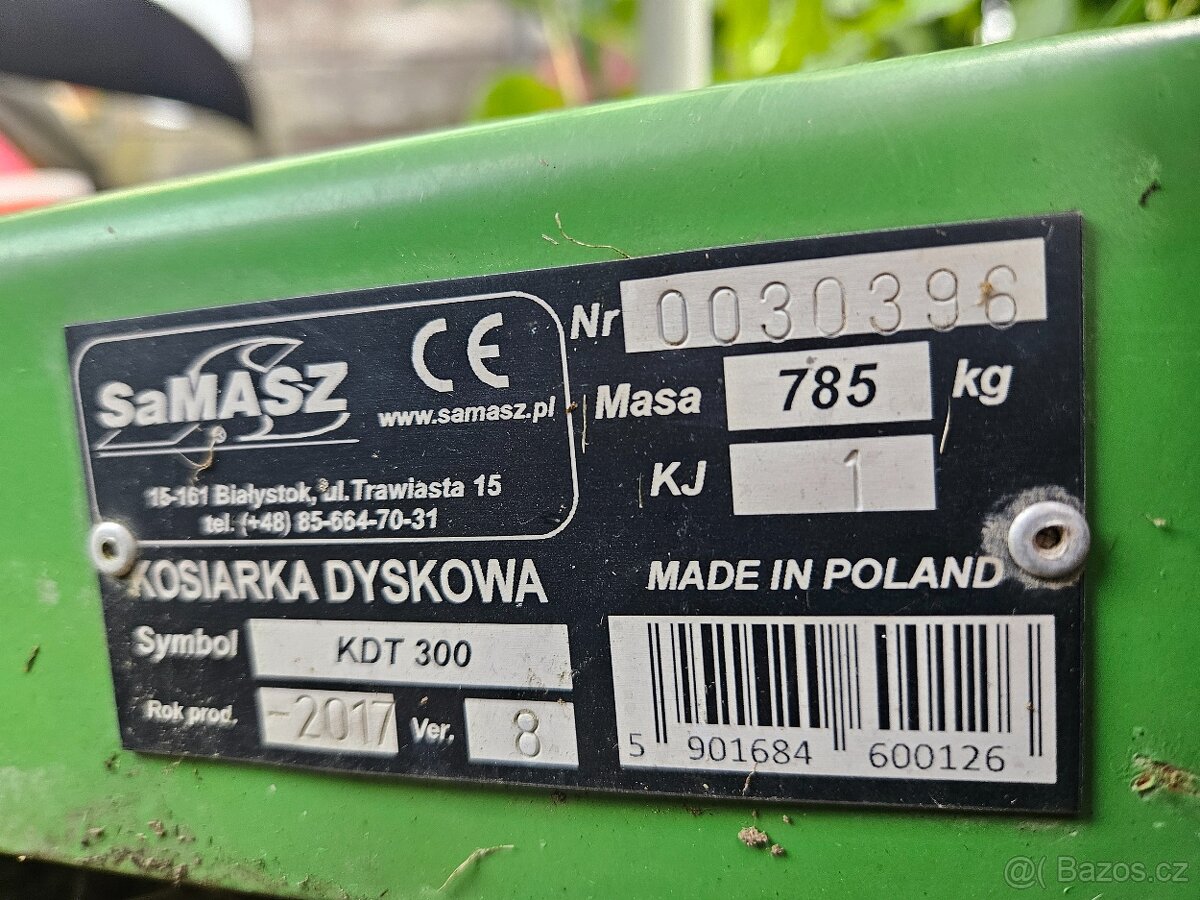 SaMASZ
CE
www.samasz.pl
15-161 Białystok, ul. Trawiasta 15
tel. (+48) 85-664-70-31
Nr 0030396
Masa 785 kg
KJ 1
KOSIARKA DYSKOWA
MADE IN POLAND
Symbol KDT 300
Rok prod. -2017 Ver. 8
5 901684 600126
@( Bazos.cz